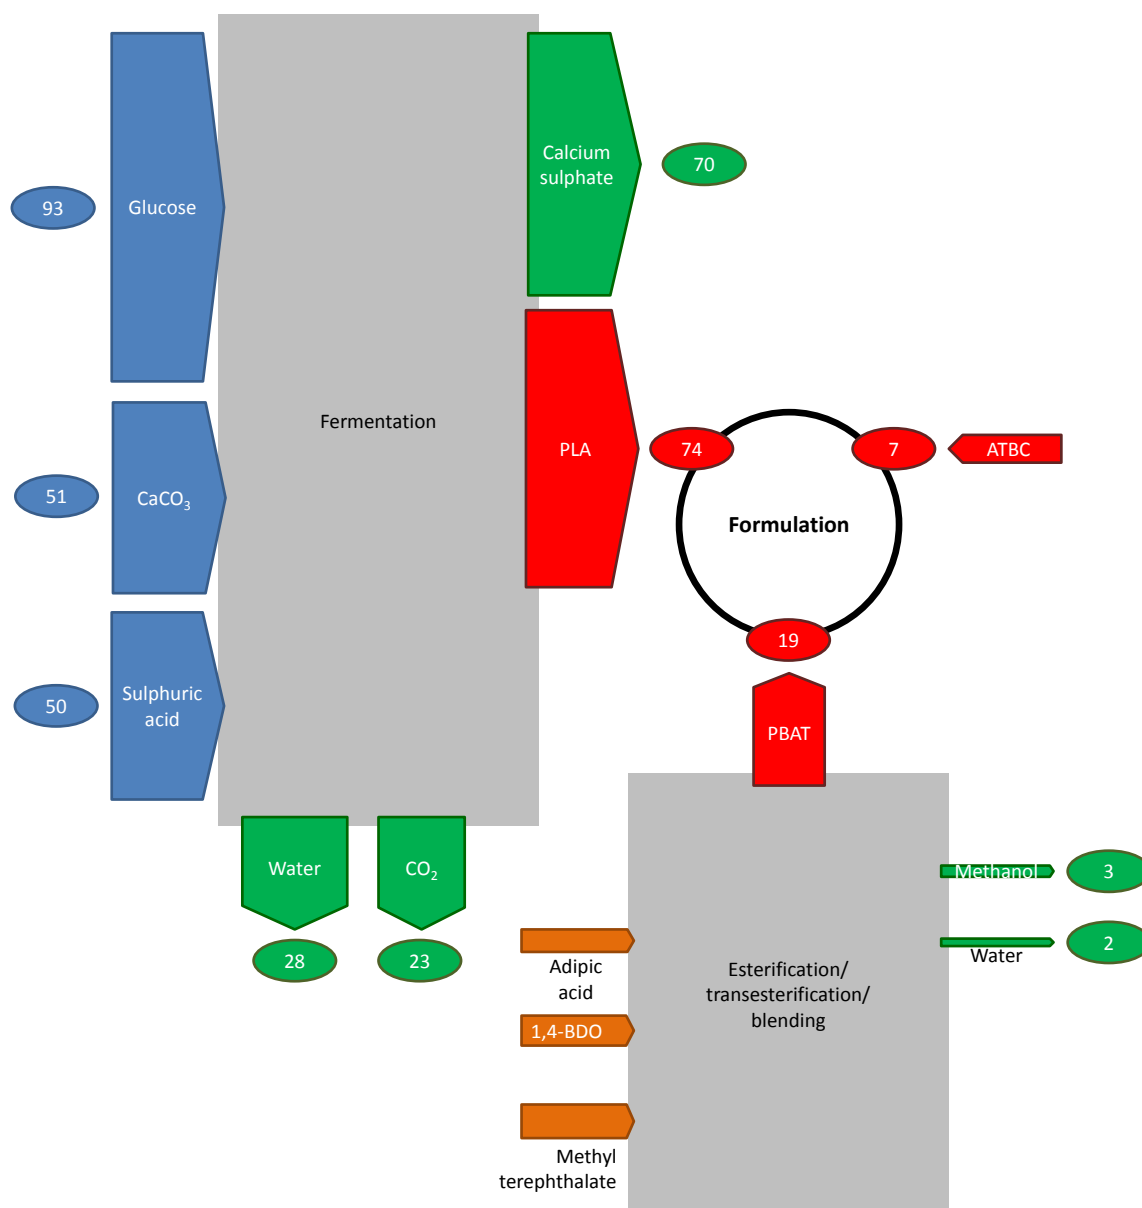 93
Glucose
Calcium
sulphate
70
51
CaCO₃
Fermentation
PLA
74
7
ATBC
Formulation
19
50
Sulphuric
acid
PBAT
Water
CO₂
28
23
Methanol
3
Water
2
Adipic
acid
1,4-BDO
Methyl
terephthalate
Esterification/
transesterification/
blending